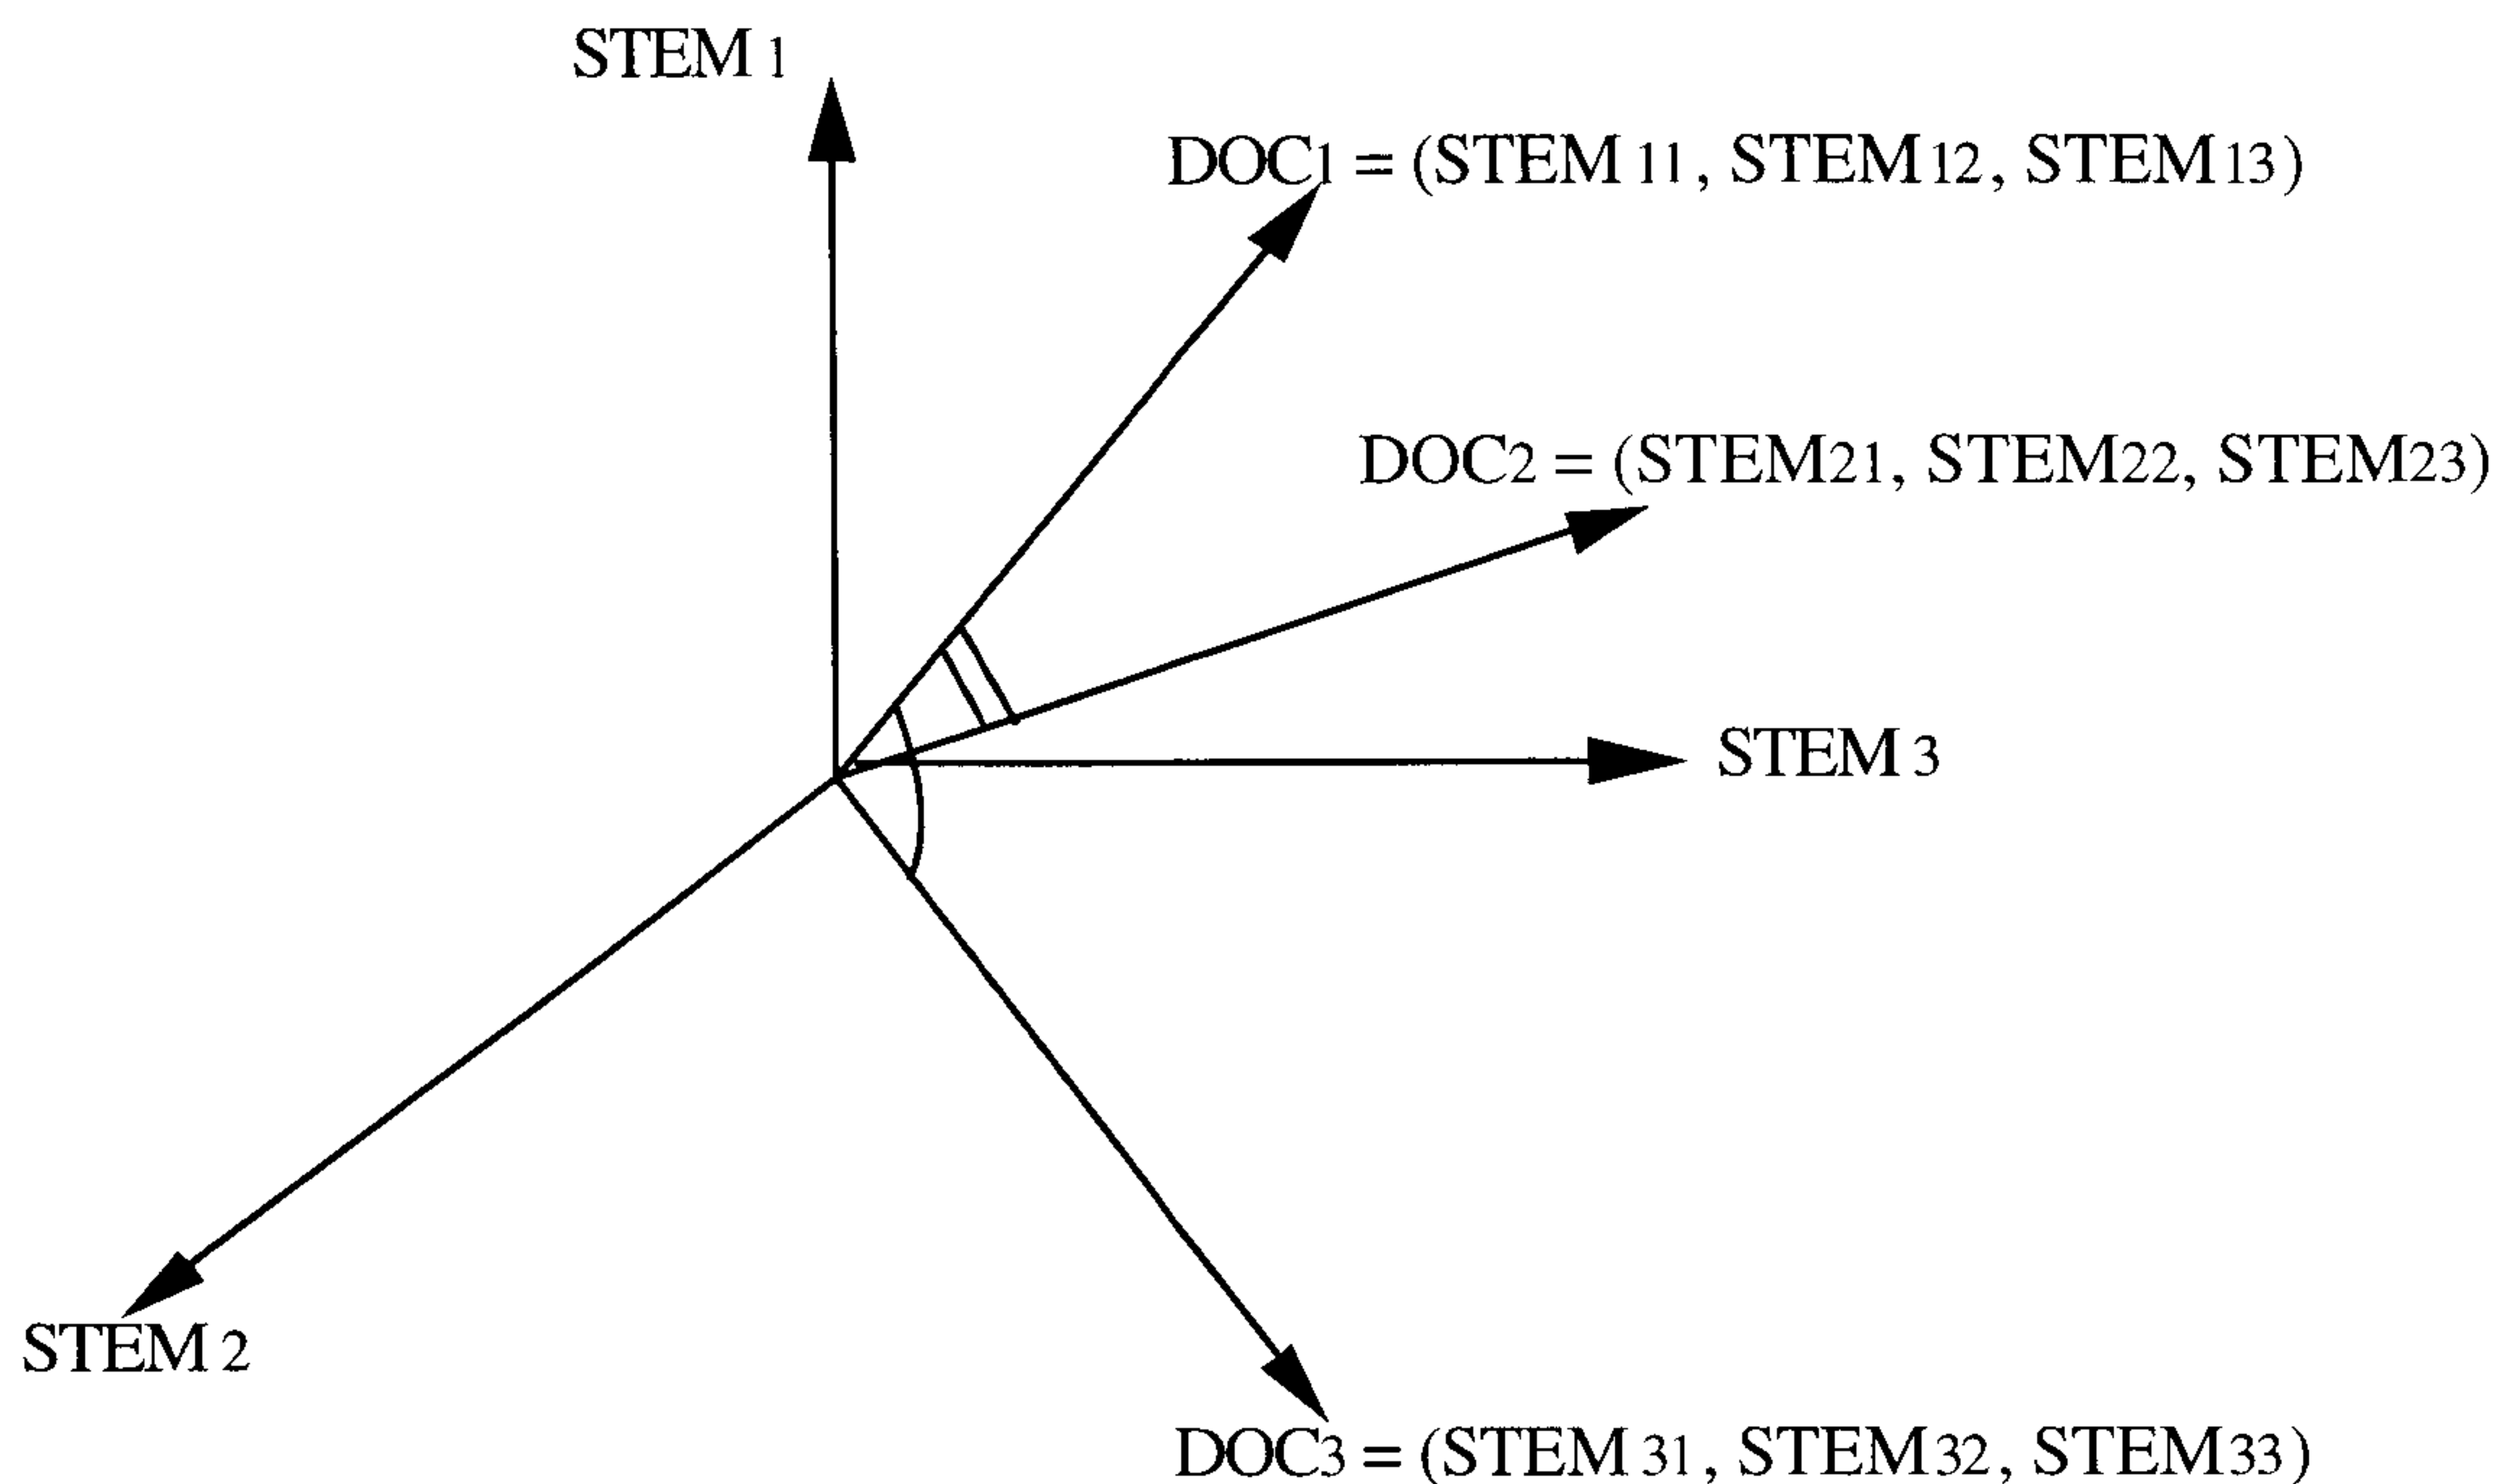 STEM 1
DOC1 = (STEM 11, STEM 12, STEM 13)
DOC2 = (STEM21, STEM22, STEM23)
STEM 3
STEM 2
DOC3 = (STEM 31, STEM 32, STEM 33)